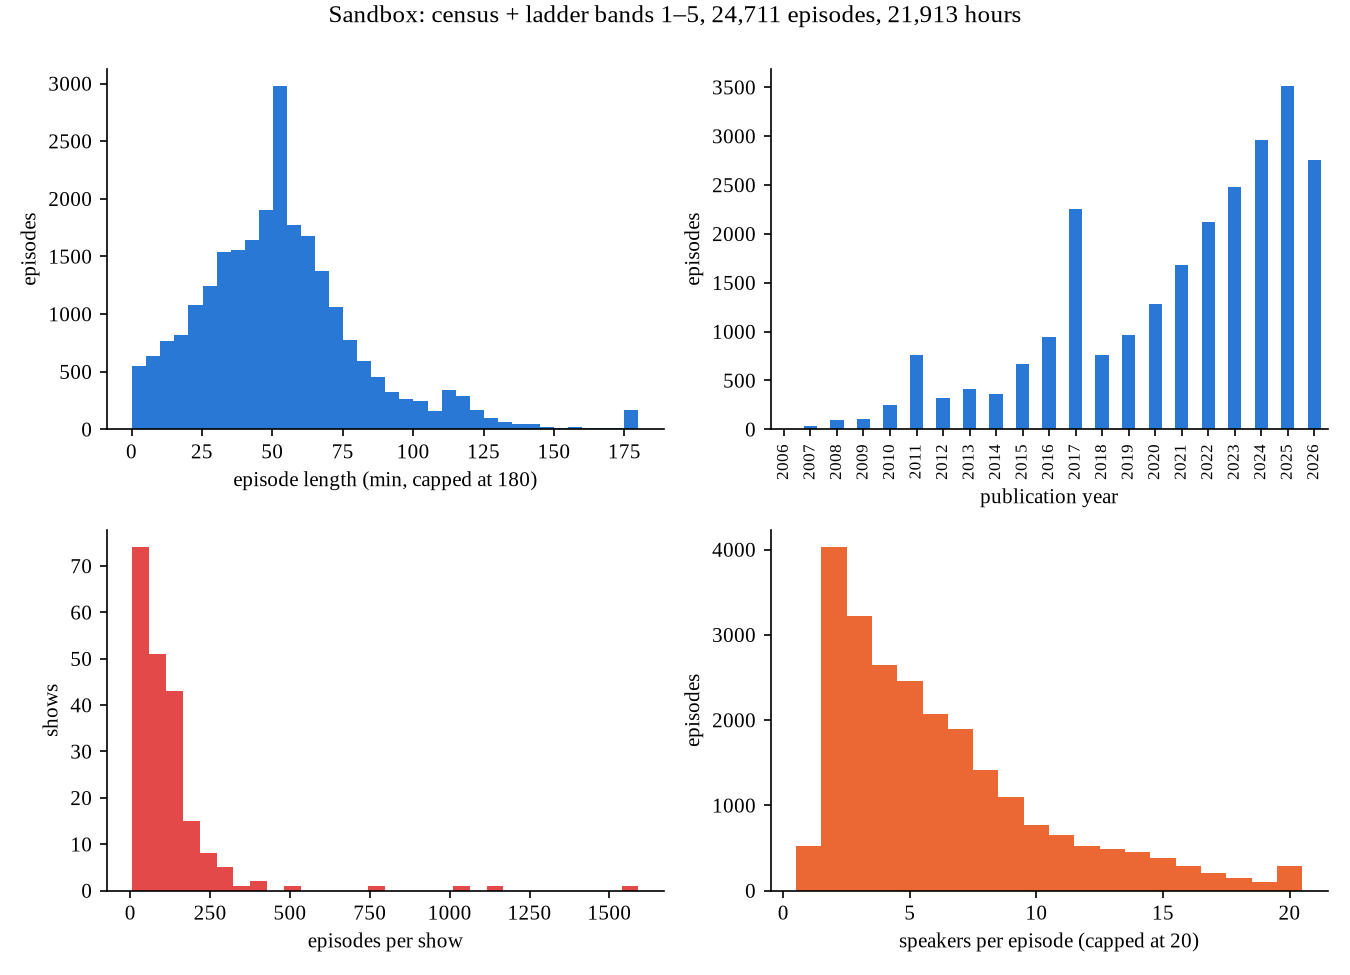 Sandbox: census + ladder bands 1–5, 24,711 episodes, 21,913 hours
3000
2500
2000
1500
1000
500
0
episodes
0 25 50 75 100 125 150 175
episode length (min, capped at 180)
3500
3000
2500
2000
1500
1000
500
0
episodes
2006 2007 2008 2009 2010 2011 2012 2013 2014 2015 2016 2017 2018 2019 2020 2021 2022 2023 2024 2025 2026
publication year
70
60
50
40
30
20
10
0
shows
0 250 500 750 1000 1250 1500
episodes per show
4000
3000
2000
1000
0
episodes
0 5 10 15 20
speakers per episode (capped at 20)